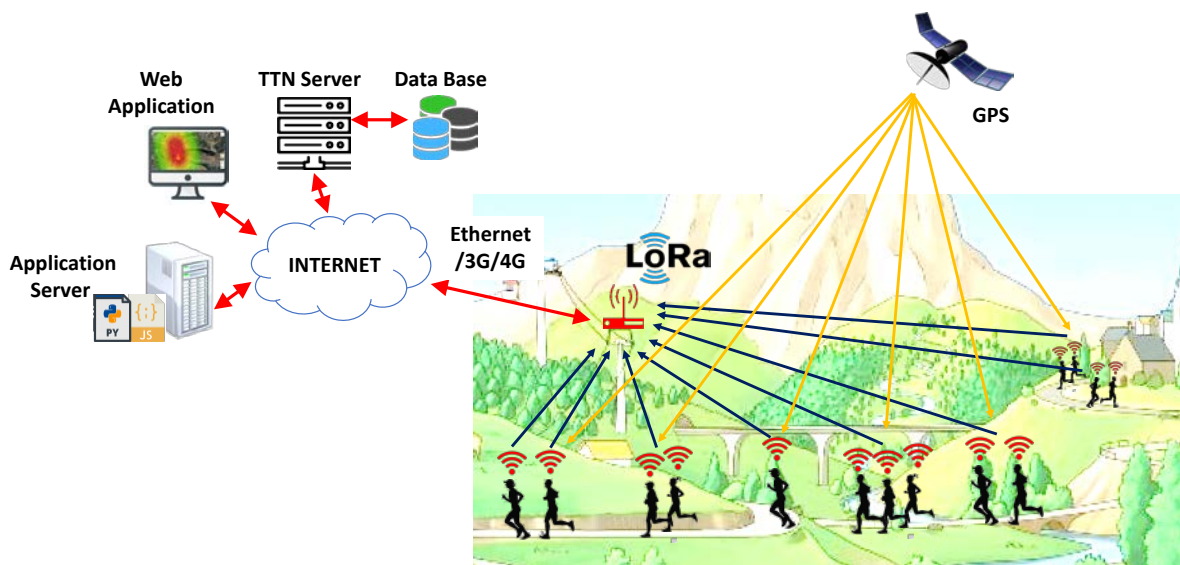 Web
Application
TTN Server
Data Base
GPS
Ethernet
/3G/4G
LoRa
INTERNET
Application
Server
PY
{;}
JS